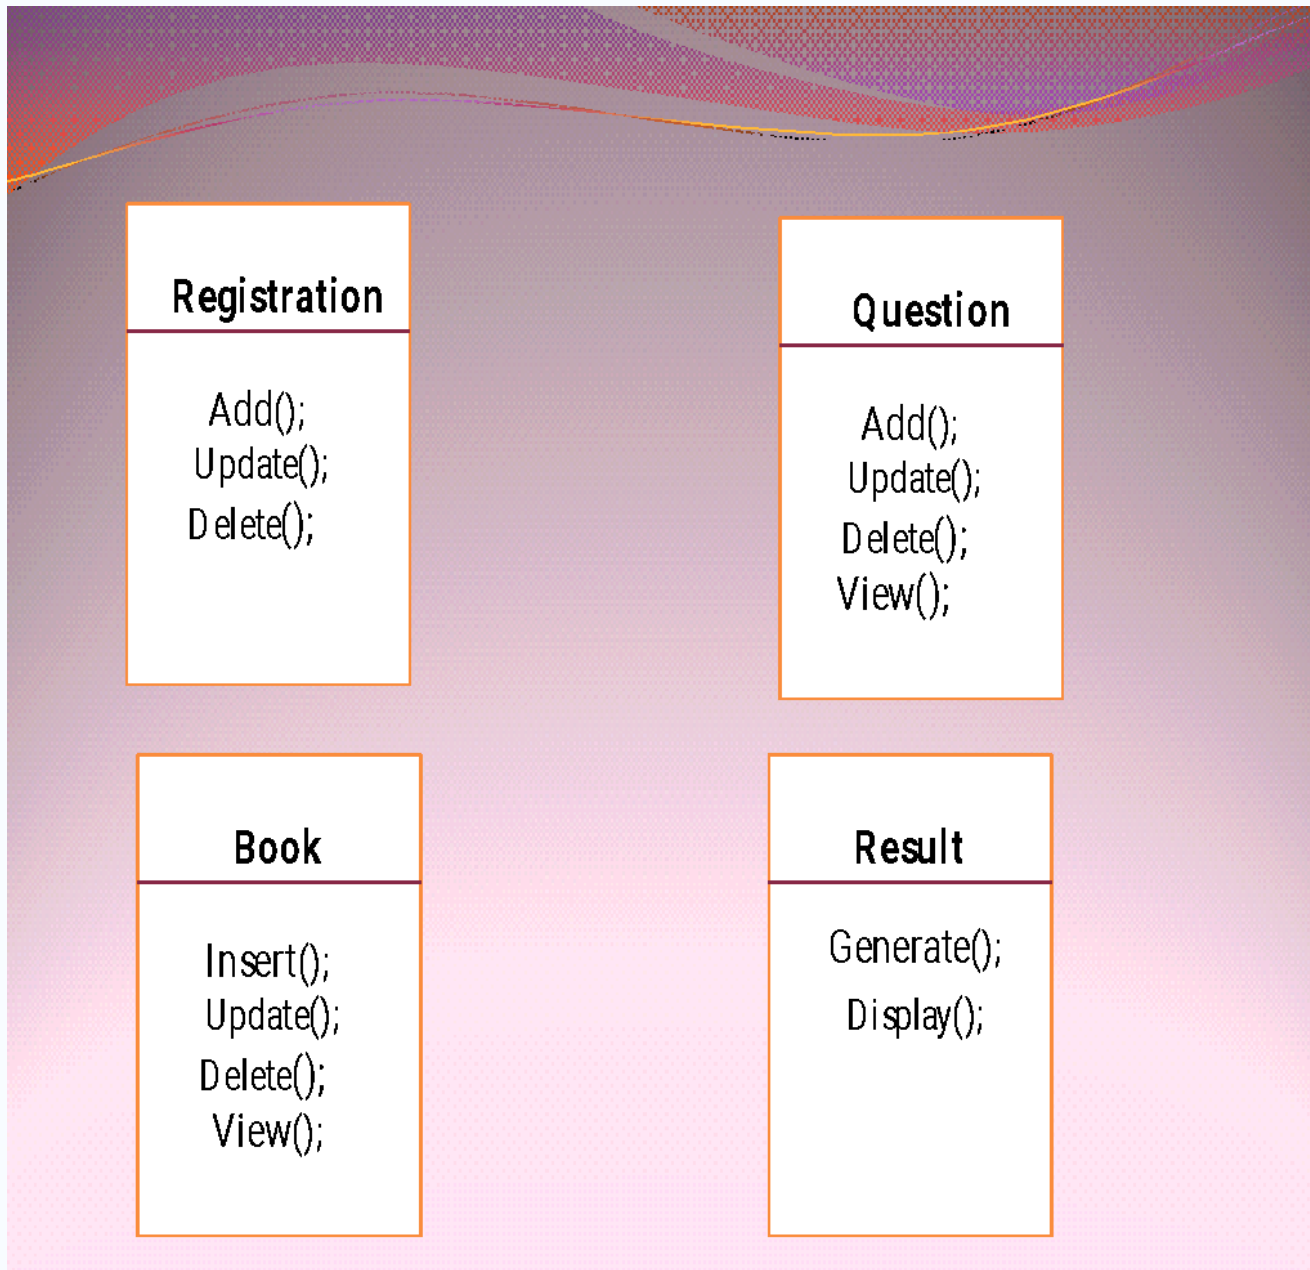 Registration
Add();
Update();
Delete();
Question
Add();
Update();
Delete();
View();
Book
Insert();
Update();
Delete();
View();
Result
Generate();
Display();